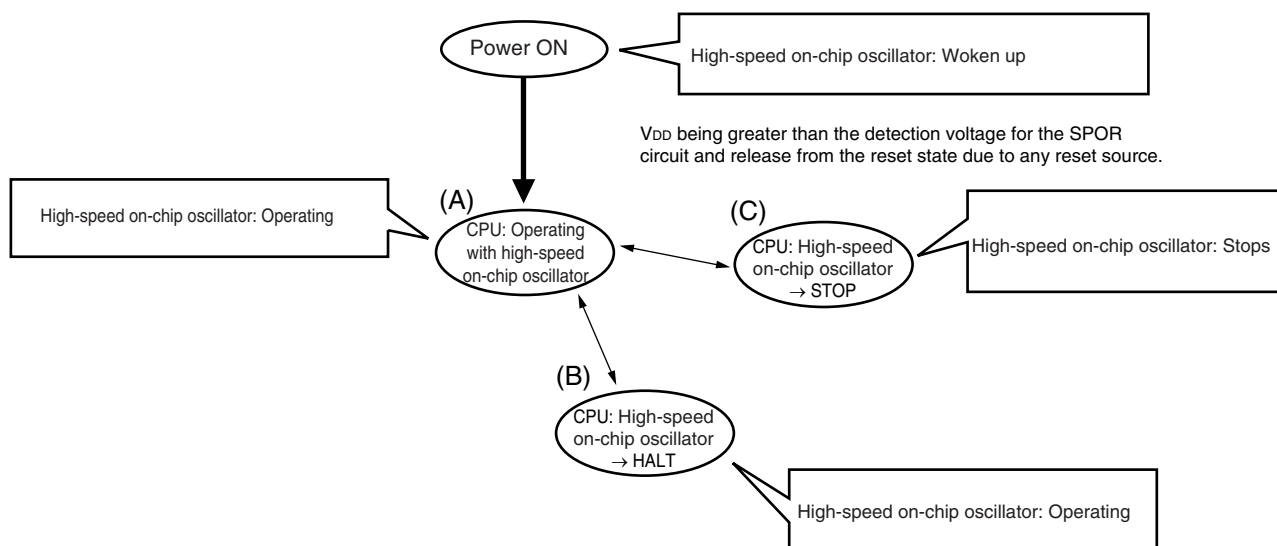 Power ON
High-speed on-chip oscillator: Woken up
VDD being greater than the detection voltage for the SPOR
circuit and release from the reset state due to any reset source.
High-speed on-chip oscillator: Operating
(A)
CPU: Operating
with high-speed
on-chip oscillator
(C)
CPU: High-speed
on-chip oscillator
→ STOP
High-speed on-chip oscillator: Stops
(B)
CPU: High-speed
on-chip oscillator
→ HALT
High-speed on-chip oscillator: Operating